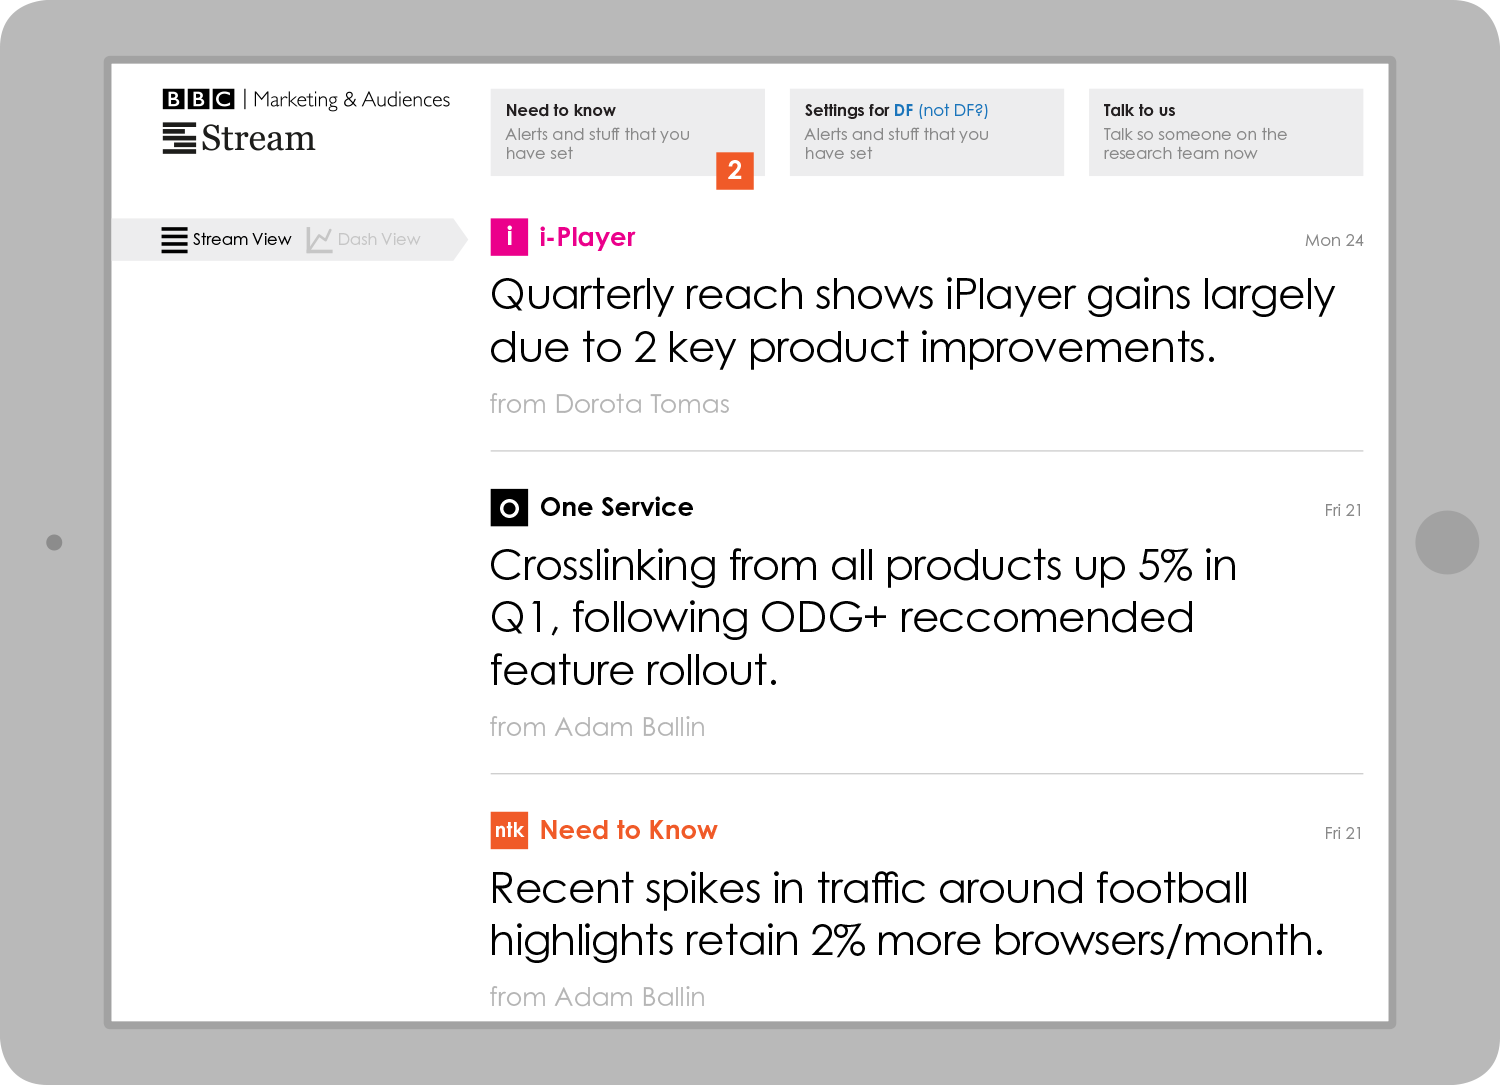 BBC | Marketing & Audiences
Stream
Need to know
Alerts and stuff that you
have set
2
Settings for DF (not DF?)
Alerts and stuff that you
have set
Talk to us
Talk so someone on the
research team now
Stream View
Dash View
i i-Player
Mon 24
Quarterly reach shows iPlayer gains largely
due to 2 key product improvements.
from Dorota Tomas
O One Service
Fri 21
Crosslinking from all products up 5% in
Q1, following ODG+ reccomended
feature rollout.
from Adam Ballin
ntk Need to Know
Fri 21
Recent spikes in traffic around football
highlights retain 2% more browsers/month.
from Adam Ballin